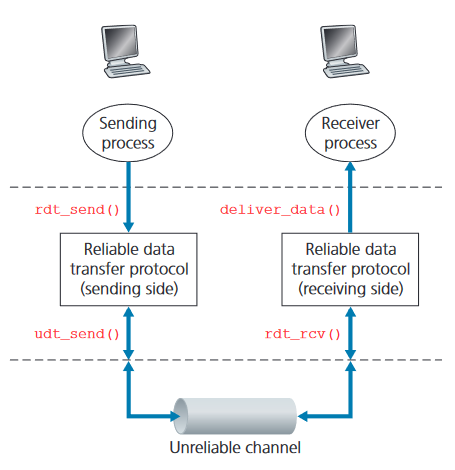 Sending
process
Receiver
process
rdt_send()
deliver_data()
Reliable data
transfer protocol
(sending side)
Reliable data
transfer protocol
(receiving side)
udt_send()
rdt_rcv()
Unreliable channel